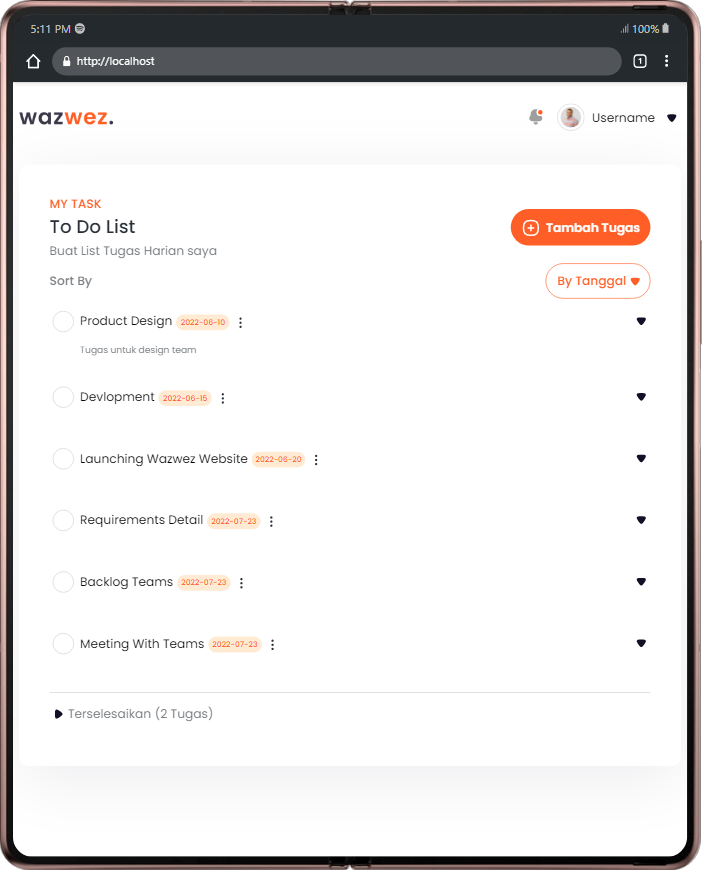 5:11 PM 100%
http://localhost 1
wazwez. Username
MY TASK
To Do List
Tambah Tugas
Buat List Tugas Harian saya
Sort By By Tanggal
Product Design 2022-06-10
Tugas untuk design team
Devlopment 2022-06-15
Launching Wazwez Website 2022-06-20
Requirements Detail 2022-07-23
Backlog Teams 2022-07-23
Meeting With Teams 2022-07-23
Terselesaikan (2 Tugas)